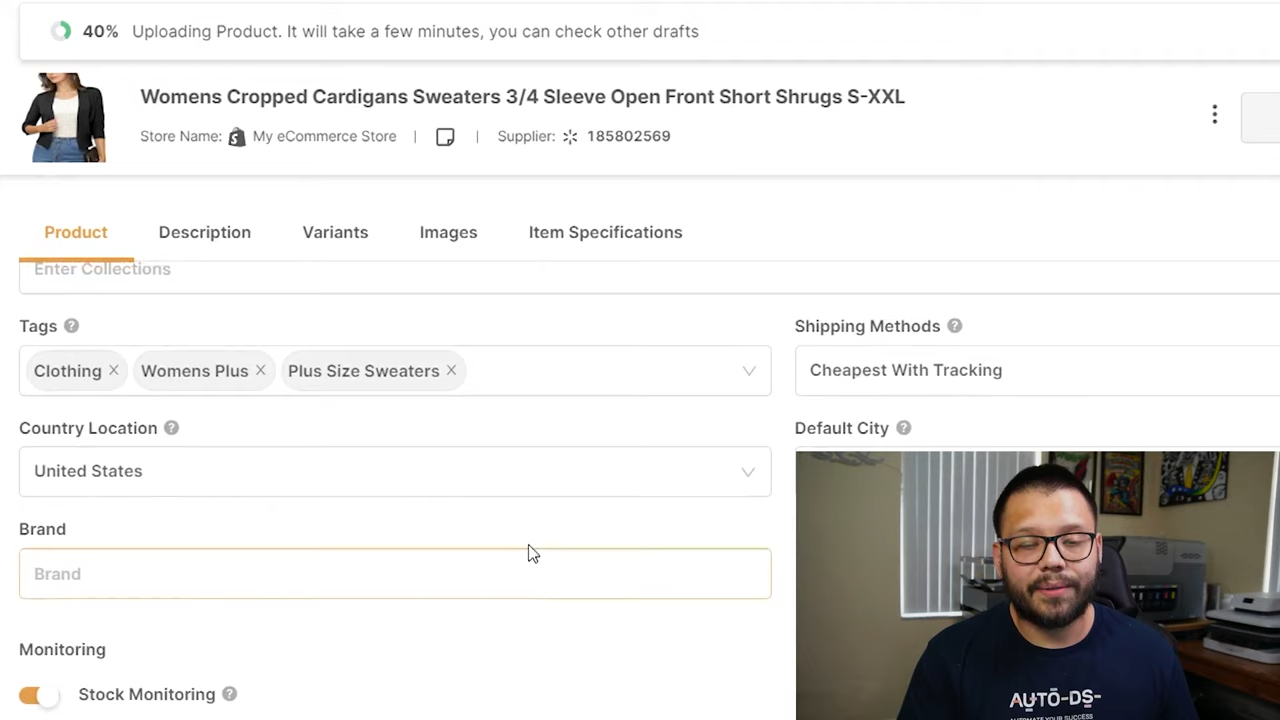 40% Uploading Product. It will take a few minutes, you can check other drafts
Womens Cropped Cardigans Sweaters 3/4 Sleeve Open Front Short Shrugs S-XXL
Store Name: My eCommerce Store | | Supplier: 185802569
Product Description Variants Images Item Specifications
Enter Collections
Tags
Shipping Methods
Clothing × Womens Plus × Plus Size Sweaters ×
Cheapest With Tracking
Country Location
Default City
United States
Brand
Brand
Monitoring
Stock Monitoring
AUTO-DS-
AUTOMATE YOUR SUCCESS